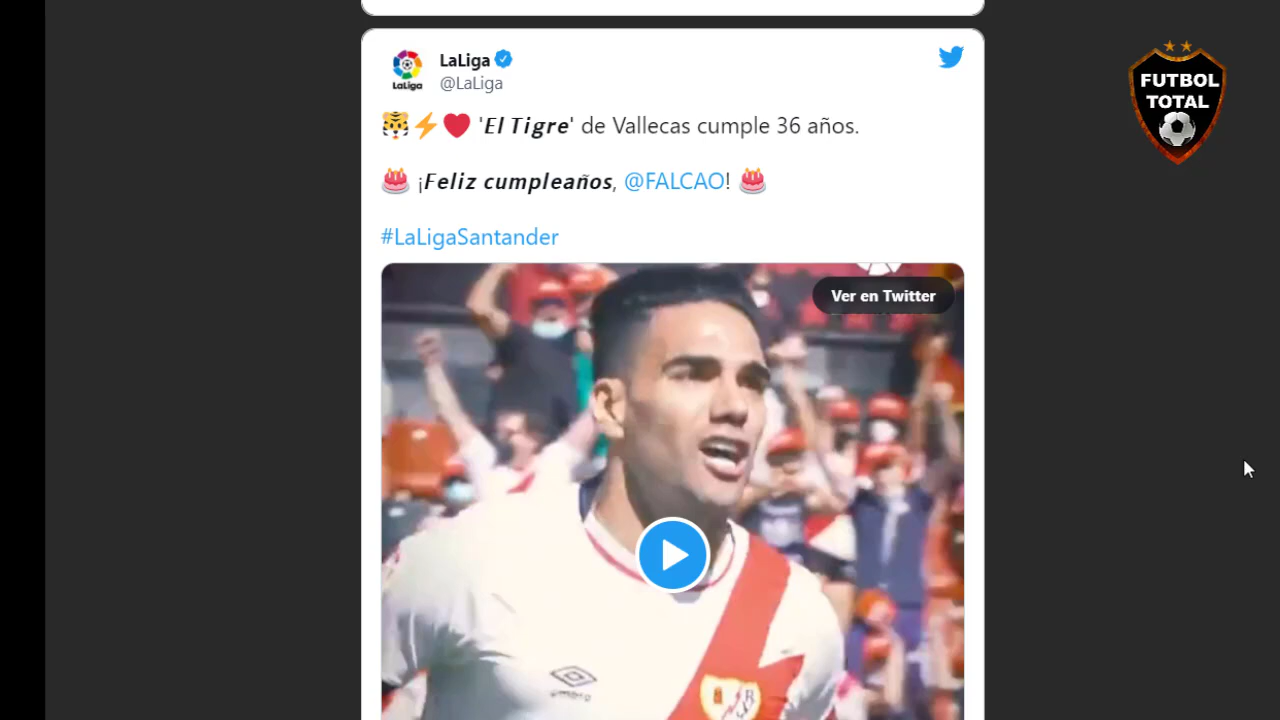 LaLiga
@LaLiga
LaLiga
🐯⚡❤️ 'El Tigre' de Vallecas cumple 36 años.
🎂 ¡Feliz cumpleaños, @FALCAO! 🎂
#LaLigaSantander
Ver en Twitter
umbro
FUTBOL
TOTAL